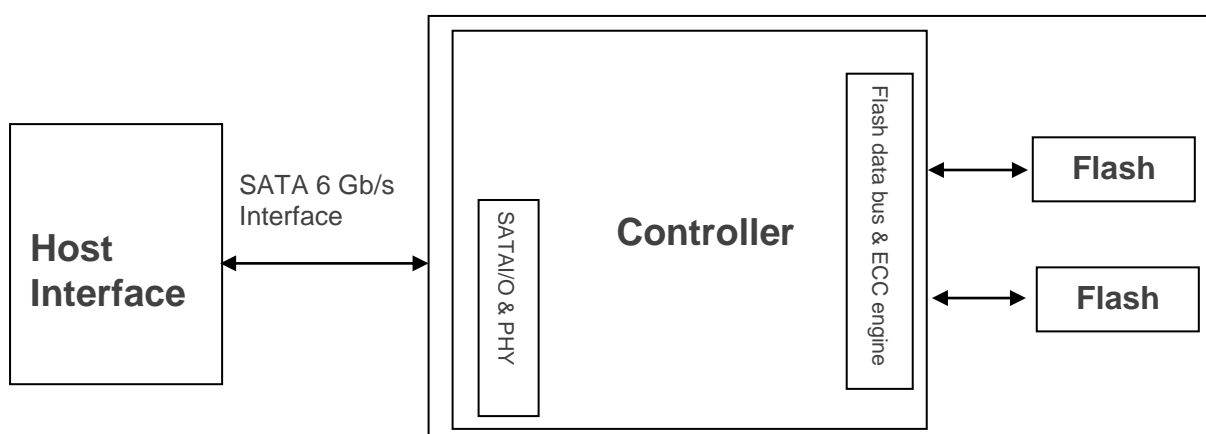 Host
Interface
SATA 6 Gb/s
Interface
SATAI/O & PHY
Controller
Flash data bus & ECC engine
Flash
Flash